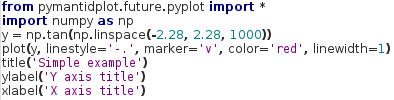 from pymantidplot.future.pyplot import *
import numpy as np
y = np.tan(np.linspace(-2.28, 2.28, 1000))
plot(y, linestyle='-.', marker='v', color='red', linewidth=1)
title('Simple example')
ylabel('Y axis title')
xlabel('X axis title')